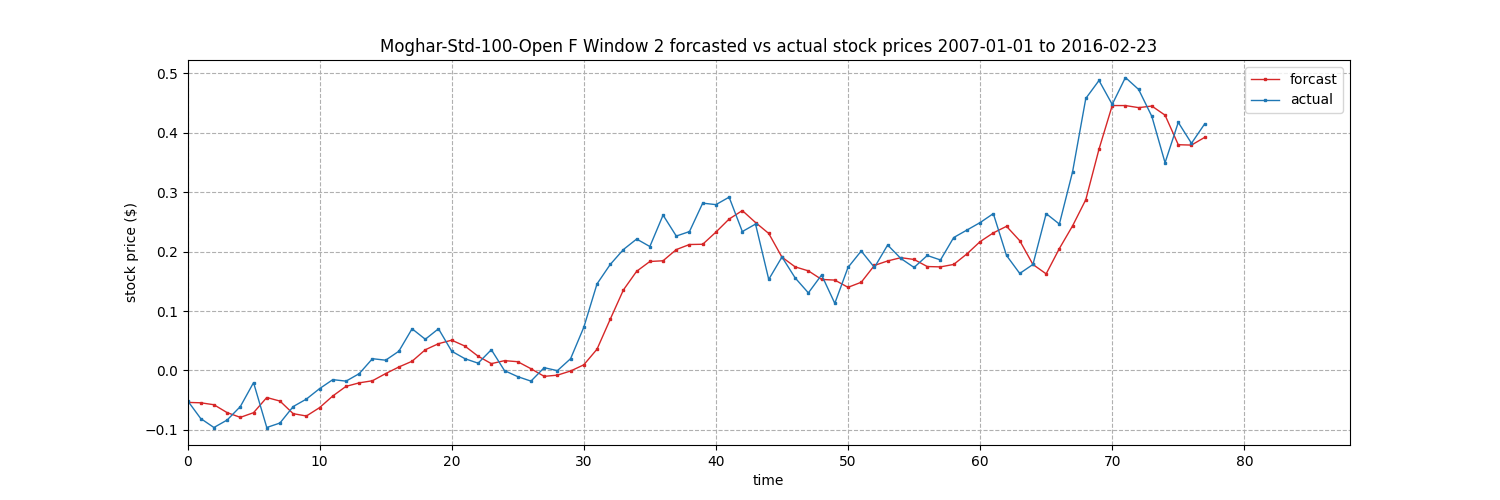 Moghar-Std-100-Open F Window 2 forcasted vs actual stock prices 2007-01-01 to 2016-02-23
forcast
actual
stock price ($)
0.5
0.4
0.3
0.2
0.1
0.0
−0.1
0 10 20 30 40 50 60 70 80
time